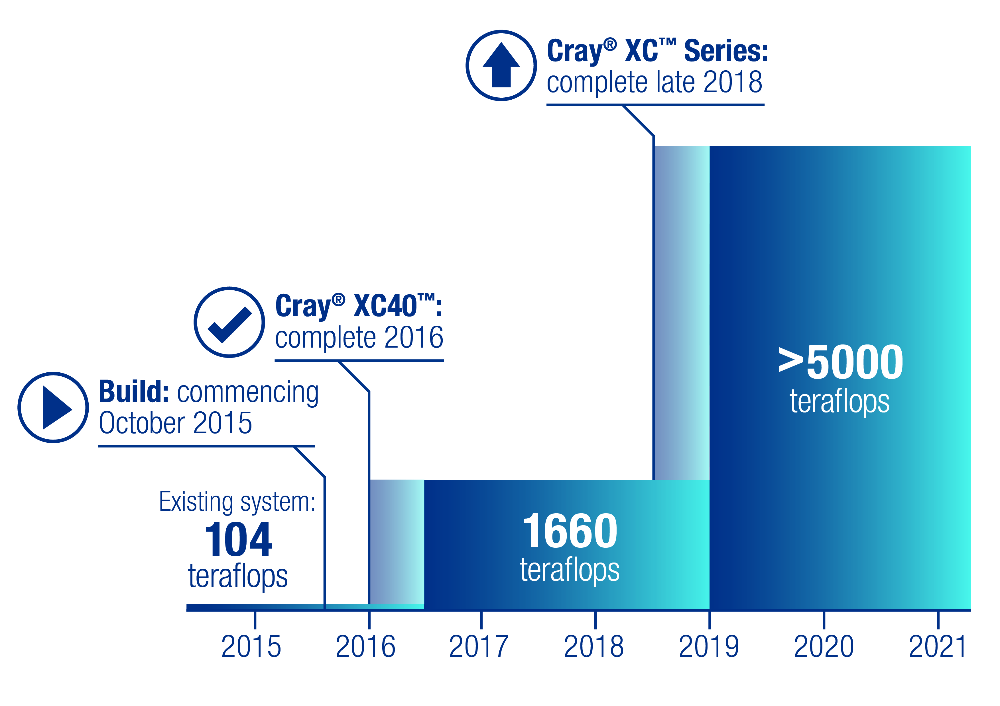 Cray® XC™ Series:
complete late 2018
Cray® XC40™:
complete 2016
Build: commencing
October 2015
Existing system:
104
teraflops
1660
teraflops
>5000
teraflops
2015
2016
2017
2018
2019
2020
2021